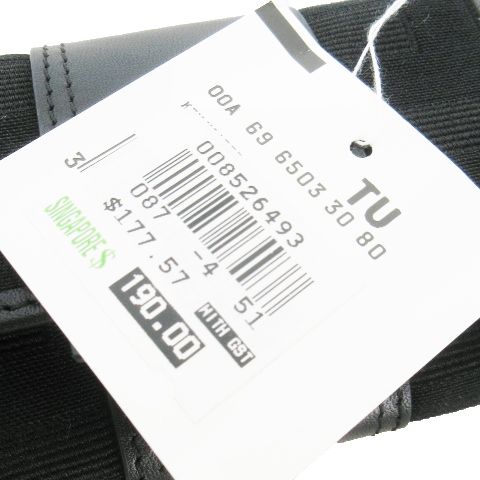 TU
00A 69 6503 30 80
008526493
3
087 -4 51
SINGAPORE $
$177.57
190.00 WITH GST